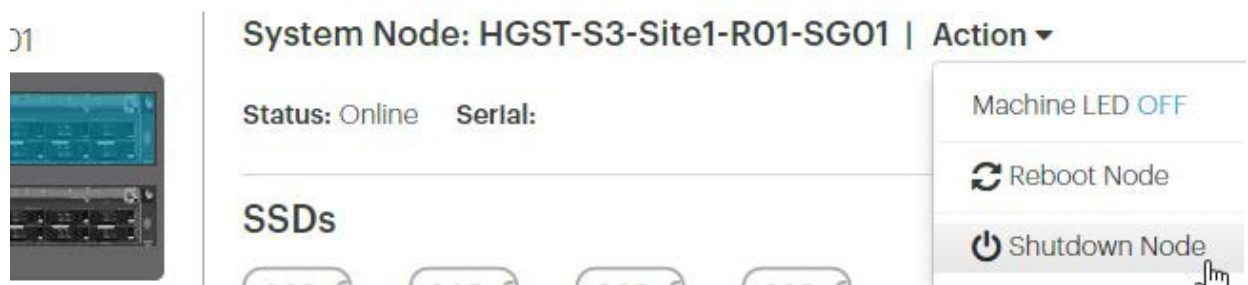 01
System Node: HGST-S3-Site1-R01-SG01 | Action
Status: Online Serial:
Machine LED OFF
Reboot Node
SSDs
Shutdown Node